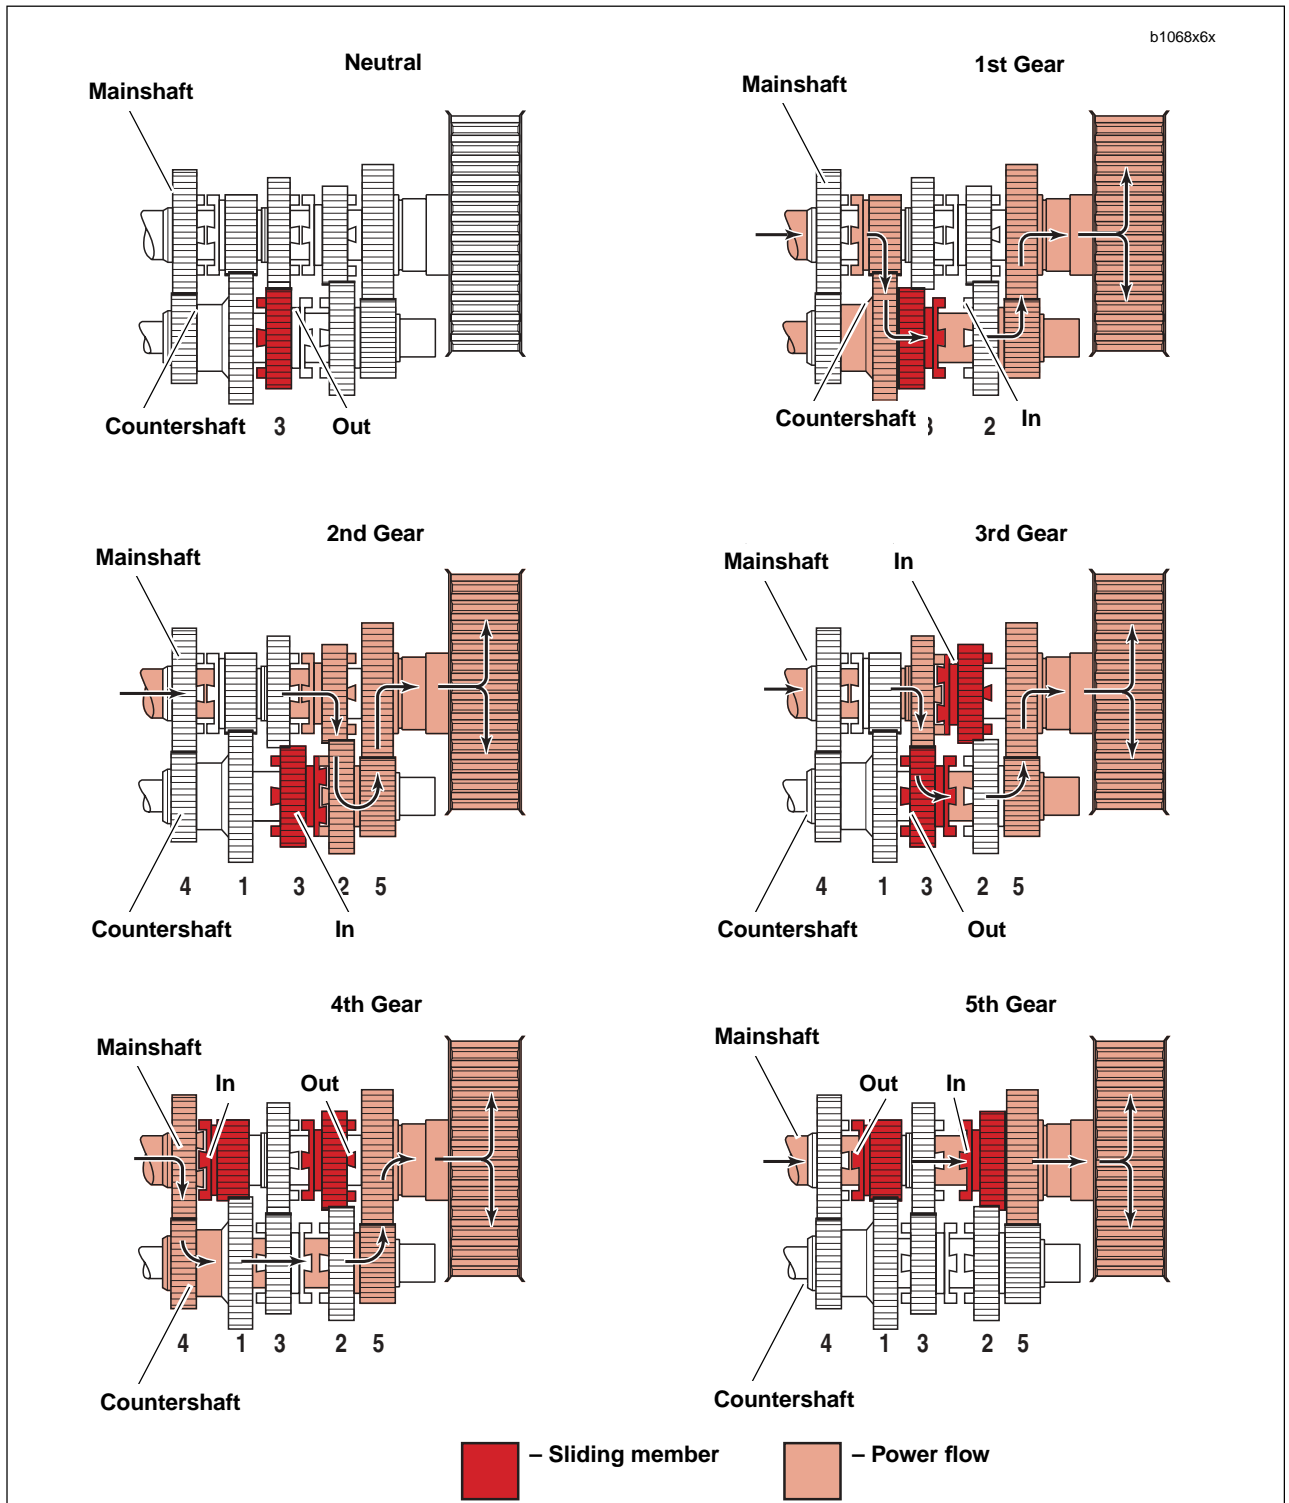 b1068x6x
Neutral
Mainshaft
Countershaft 3 Out
1st Gear
Mainshaft
Countershaft 2 In
2nd Gear
Mainshaft
4 1 3 2 5
Countershaft In
3rd Gear
Mainshaft In
4 1 3 2 5
Countershaft Out
4th Gear
Mainshaft
In Out
4 1 3 2 5
Countershaft
5th Gear
Mainshaft
Out In
4 1 3 2 5
Countershaft
– Sliding member
– Power flow